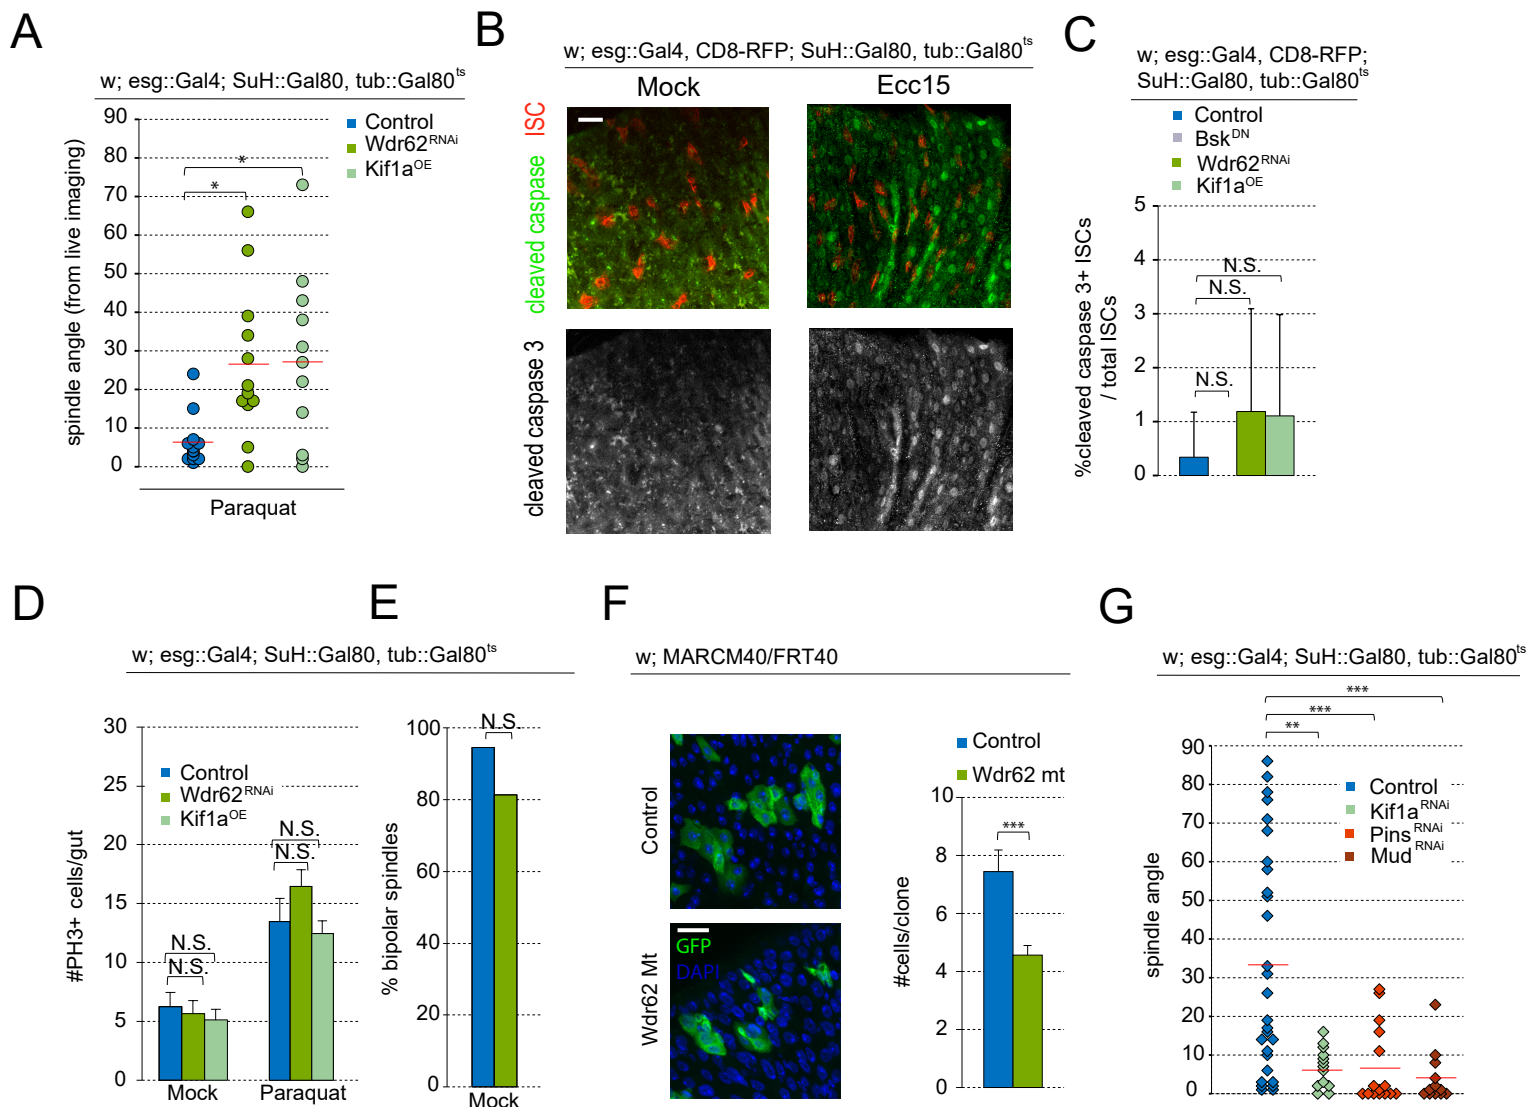 A
w; esg::Gal4; SuH::Gal80, tub::Gal80ts
90
80
70
60
50
40
30
20
10
0
spindle angle (from live imaging)
Control
Wdr62RNAi
Kif1aOE
*
*
Paraquat
B
w; esg::Gal4, CD8-RFP; SuH::Gal80, tub::Gal80ts
Mock
Ecc15
cleaved caspase ISC
cleaved caspase 3
C
w; esg::Gal4, CD8-RFP;
SuH::Gal80, tub::Gal80ts
Control
BskDN
Wdr62RNAi
Kif1aOE
5
4
3
2
1
0
%cleaved caspase 3+ ISCs
/ total ISCs
N.S.
N.S.
N.S.
D
w; esg::Gal4; SuH::Gal80, tub::Gal80ts
30
25
20
15
10
5
0
#PH3+ cells/gut
Control
Wdr62RNAi
Kif1aOE
N.S.
N.S.
N.S.
N.S.
Mock
Paraquat
E
100
80
60
40
20
0
% bipolar spindles
N.S.
Mock
F
w; MARCM40/FRT40
Control
Wdr62 Mt
GFP
DAPI
Control
Wdr62 mt
10
8
6
4
2
0
#cells/clone
***
G
w; esg::Gal4; SuH::Gal80, tub::Gal80ts
***
***
**
90
80
70
60
50
40
30
20
10
0
spindle angle
Control
Kif1aRNAi
PinsRNAi
MudRNAi